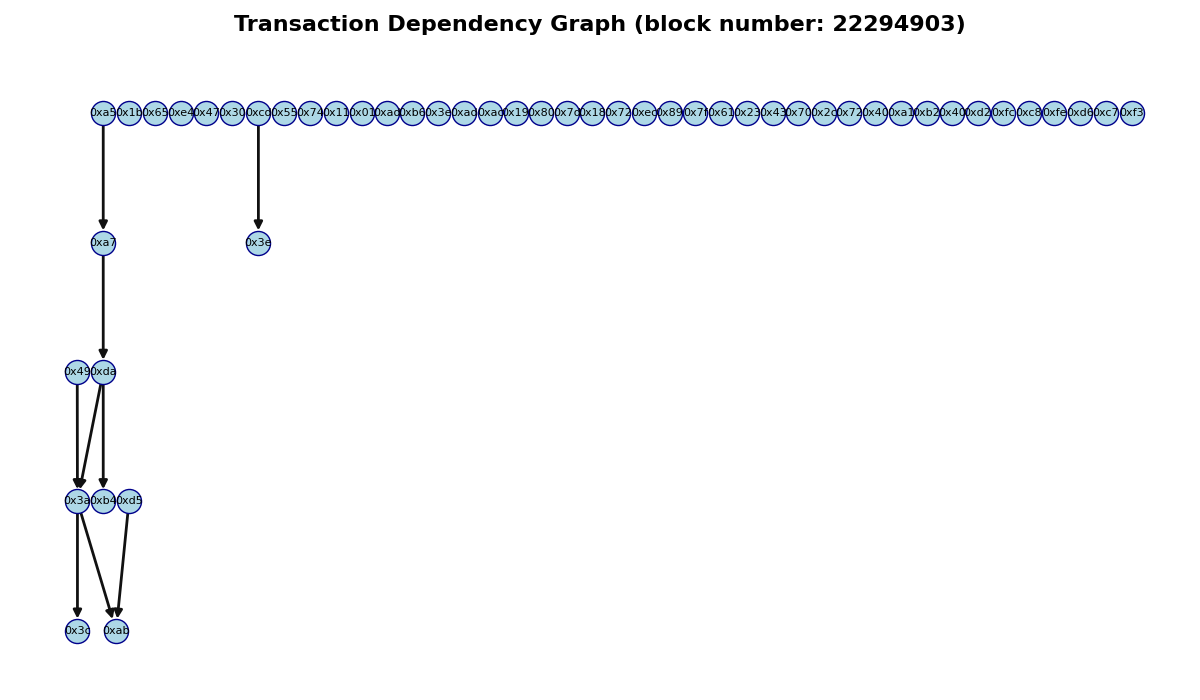 Transaction Dependency Graph (block number: 22294903)
0xa5 0x1b 0x65 0xe4 0x47 0x30 0xcd 0x55 0x74 0x11 0x01 0xad 0xb6 0x3e 0xad 0xac 0x19 0x80 0x7c 0x18 0x72 0xec 0x89 0x7f 0x61 0x23 0x43 0x70 0x2c 0x72 0x40 0xa1 0xb2 0x40 0xd2 0xfc 0xc8 0xfe 0xd6 0xc7 0xf3
0xa7 0x3e
0x49 0xda
0x3a 0xb4 0xd5
0x3c 0xab